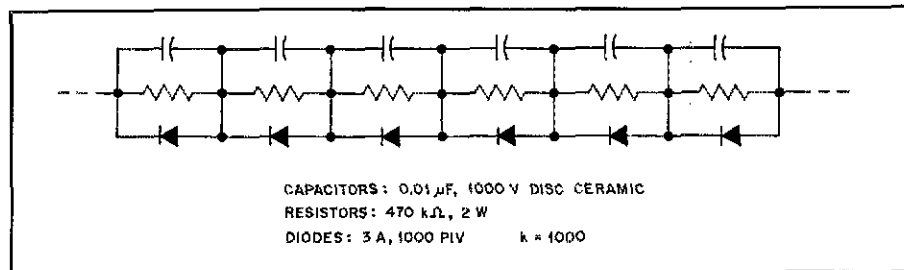 CAPACITORS: 0.01 µF, 1000 V DISC CERAMIC
RESISTORS: 470 kΩ, 2 W
DIODES: 3 A, 1000 PIV k = 1000